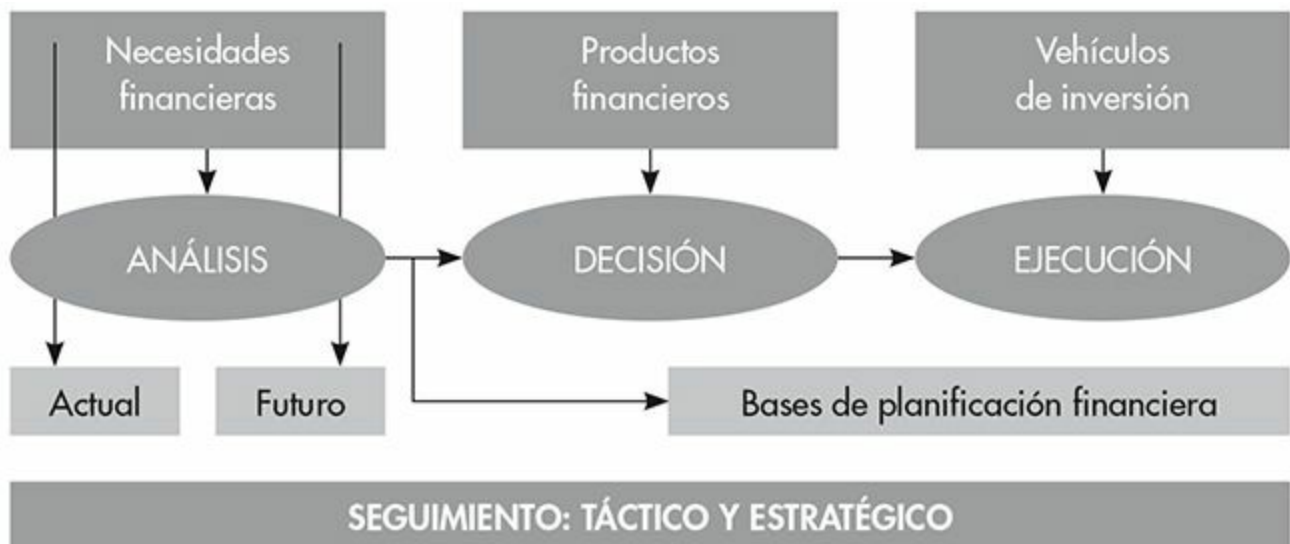 Necesidades
financieras
Productos
financieros
Vehículos
de inversión
ANÁLISIS
DECISIÓN
EJECUCIÓN
Actual
Futuro
Bases de planificación financiera
SEGUIMIENTO: TÁCTICO Y ESTRATÉGICO